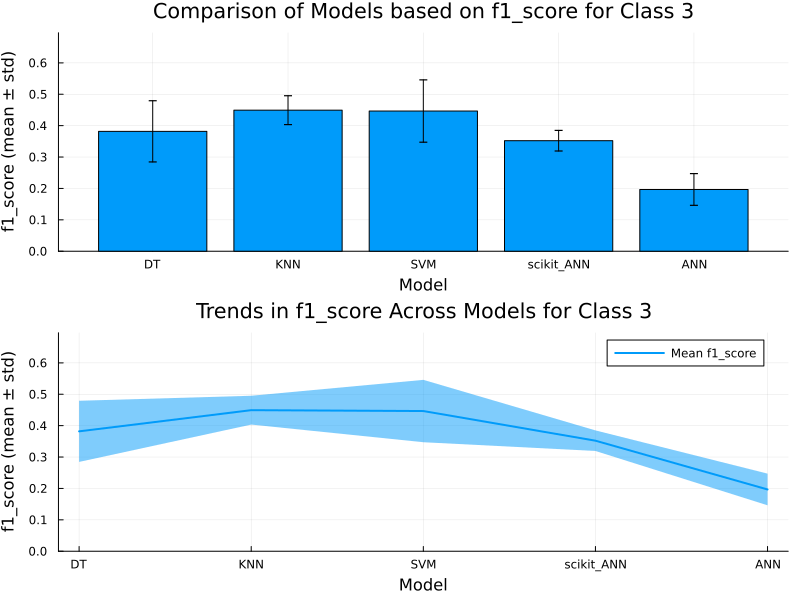 Comparison of Models based on f1_score for Class 3
f1_score (mean ± std)
0.6
0.5
0.4
0.3
0.2
0.1
0.0
DT KNN SVM scikit_ANN ANN
Model
Trends in f1_score Across Models for Class 3
f1_score (mean ± std)
Mean f1_score
0.6
0.5
0.4
0.3
0.2
0.1
0.0
DT KNN SVM scikit_ANN ANN
Model